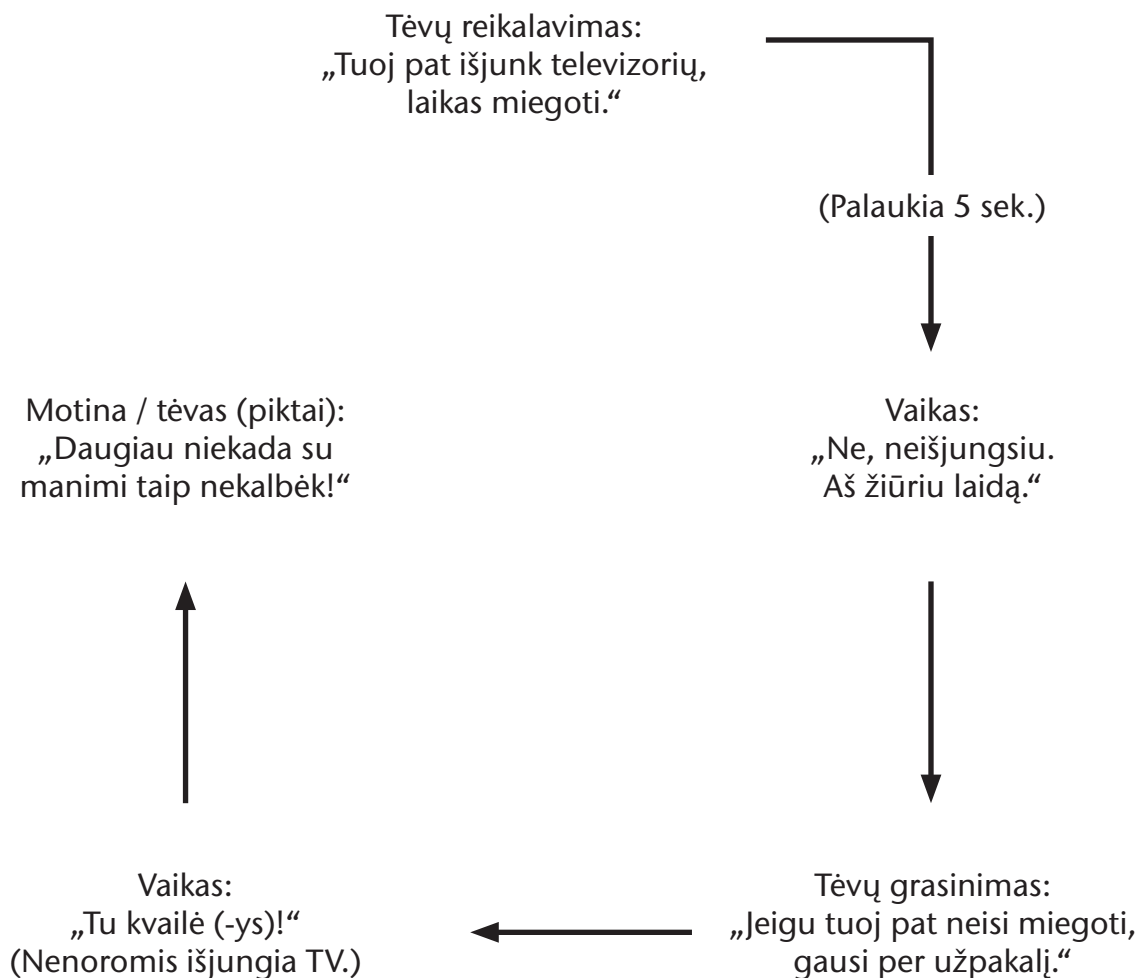 Tėvų reikalavimas:
„Tuoj pat išjunk televizorių,
laikas miegoti.“
(Palaukia 5 sek.)
Vaikas:
„Ne, neišjungsiu.
Aš žiūriu laidą.“
Tėvų grasinimas:
„Jeigu tuoj pat neisi miegoti,
gausi per užpakalį.“
Vaikas:
„Tu kvailė (-ys)!“
(Nenoromis išjungia TV.)
Motina / tėvas (piktai):
„Daugiau niekada su
manimi taip nekalbėk!“